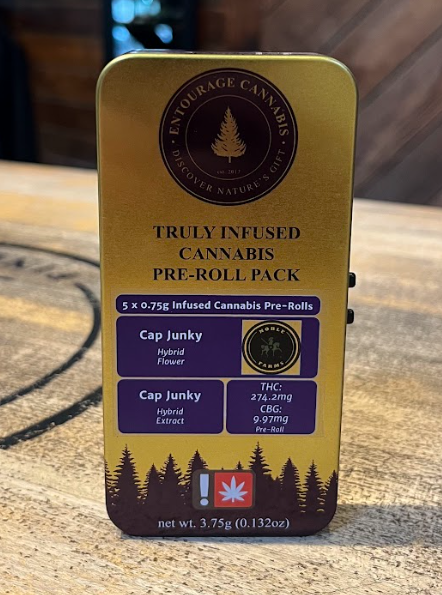 ENTOURAGE CANNABIS
DISCOVER NATURE'S GIFT
TRULY INFUSED
CANNABIS
PRE-ROLL PACK
5 x 0.75g Infused Cannabis Pre-Rolls
Cap Junky
Hybrid
Flower
NOBLE
FARMS
Cap Junky
Hybrid
Extract
THC:
274.2mg
CBG:
9.97mg
Pre-Roll
!
net wt. 3.75g (0.132oz)